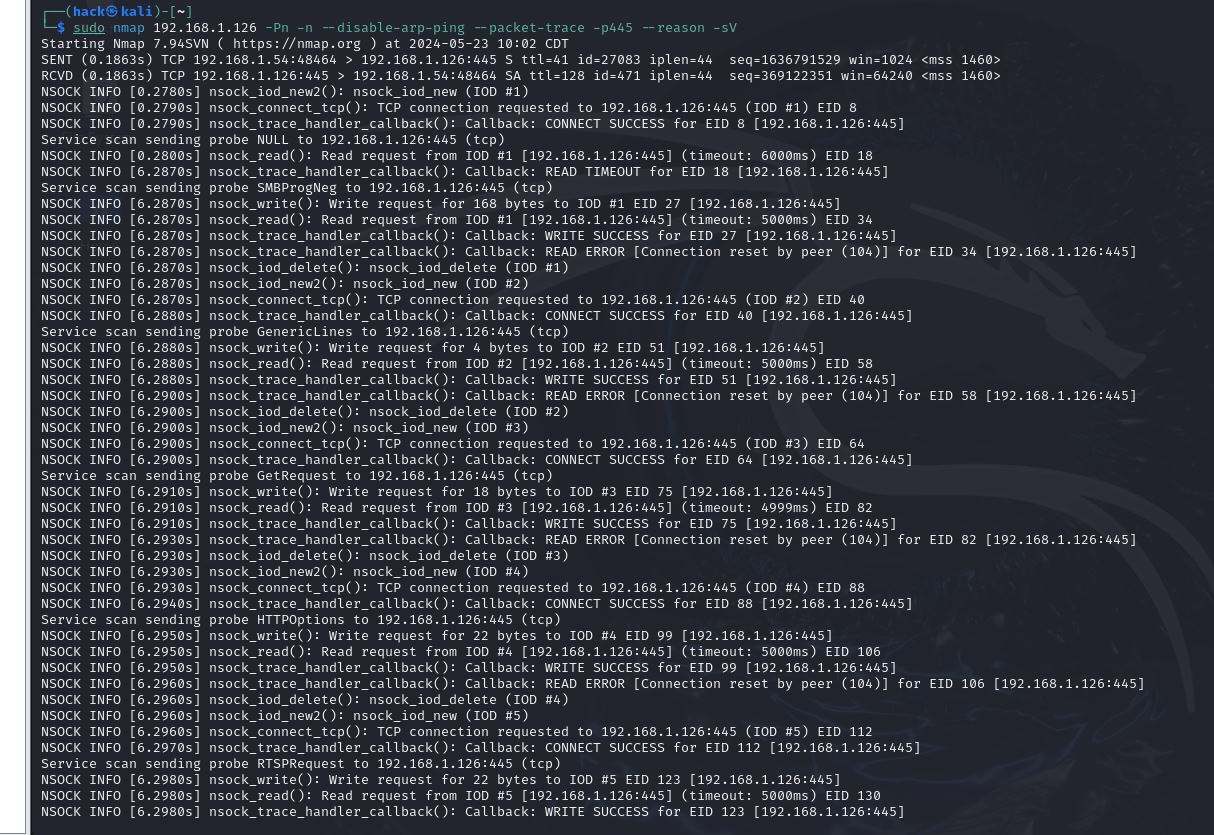 ┌──(hack㉿kali)-[~]
└─$ sudo nmap 192.168.1.126 -Pn -n --disable-arp-ping --packet-trace -p445 --reason -sV
Starting Nmap 7.94SVN ( https://nmap.org ) at 2024-05-23 10:02 CDT
SENT (0.1863s) TCP 192.168.1.54:48464 > 192.168.1.126:445 S ttl=41 id=27083 iplen=44  seq=1636791529 win=1024 <mss 1460>
RCVD (0.1863s) TCP 192.168.1.126:445 > 192.168.1.54:48464 SA ttl=128 id=471 iplen=44  seq=369122351 win=64240 <mss 1460>
NSOCK INFO [0.2780s] nsock_iod_new2(): nsock_iod_new (IOD #1)
NSOCK INFO [0.2790s] nsock_connect_tcp(): TCP connection requested to 192.168.1.126:445 (IOD #1) EID 8
NSOCK INFO [0.2790s] nsock_trace_handler_callback(): Callback: CONNECT SUCCESS for EID 8 [192.168.1.126:445]
Service scan sending probe NULL to 192.168.1.126:445 (tcp)
NSOCK INFO [0.2800s] nsock_read(): Read request from IOD #1 [192.168.1.126:445] (timeout: 6000ms) EID 18
NSOCK INFO [6.2870s] nsock_trace_handler_callback(): Callback: READ TIMEOUT for EID 18 [192.168.1.126:445]
Service scan sending probe SMBProgNeg to 192.168.1.126:445 (tcp)
NSOCK INFO [6.2870s] nsock_write(): Write request for 168 bytes to IOD #1 EID 27 [192.168.1.126:445]
NSOCK INFO [6.2870s] nsock_read(): Read request from IOD #1 [192.168.1.126:445] (timeout: 5000ms) EID 34
NSOCK INFO [6.2870s] nsock_trace_handler_callback(): Callback: WRITE SUCCESS for EID 27 [192.168.1.126:445]
NSOCK INFO [6.2870s] nsock_trace_handler_callback(): Callback: READ ERROR [Connection reset by peer (104)] for EID 34 [192.168.1.126:445]
NSOCK INFO [6.2870s] nsock_iod_delete(): nsock_iod_delete (IOD #1)
NSOCK INFO [6.2870s] nsock_iod_new2(): nsock_iod_new (IOD #2)
NSOCK INFO [6.2870s] nsock_connect_tcp(): TCP connection requested to 192.168.1.126:445 (IOD #2) EID 40
NSOCK INFO [6.2880s] nsock_trace_handler_callback(): Callback: CONNECT SUCCESS for EID 40 [192.168.1.126:445]
Service scan sending probe GenericLines to 192.168.1.126:445 (tcp)
NSOCK INFO [6.2880s] nsock_write(): Write request for 4 bytes to IOD #2 EID 51 [192.168.1.126:445]
NSOCK INFO [6.2880s] nsock_read(): Read request from IOD #2 [192.168.1.126:445] (timeout: 5000ms) EID 58
NSOCK INFO [6.2880s] nsock_trace_handler_callback(): Callback: WRITE SUCCESS for EID 51 [192.168.1.126:445]
NSOCK INFO [6.2900s] nsock_trace_handler_callback(): Callback: READ ERROR [Connection reset by peer (104)] for EID 58 [192.168.1.126:445]
NSOCK INFO [6.2900s] nsock_iod_delete(): nsock_iod_delete (IOD #2)
NSOCK INFO [6.2900s] nsock_iod_new2(): nsock_iod_new (IOD #3)
NSOCK INFO [6.2900s] nsock_connect_tcp(): TCP connection requested to 192.168.1.126:445 (IOD #3) EID 64
NSOCK INFO [6.2900s] nsock_trace_handler_callback(): Callback: CONNECT SUCCESS for EID 64 [192.168.1.126:445]
Service scan sending probe GetRequest to 192.168.1.126:445 (tcp)
NSOCK INFO [6.2910s] nsock_write(): Write request for 18 bytes to IOD #3 EID 75 [192.168.1.126:445]
NSOCK INFO [6.2910s] nsock_read(): Read request from IOD #3 [192.168.1.126:445] (timeout: 4999ms) EID 82
NSOCK INFO [6.2910s] nsock_trace_handler_callback(): Callback: WRITE SUCCESS for EID 75 [192.168.1.126:445]
NSOCK INFO [6.2930s] nsock_trace_handler_callback(): Callback: READ ERROR [Connection reset by peer (104)] for EID 82 [192.168.1.126:445]
NSOCK INFO [6.2930s] nsock_iod_delete(): nsock_iod_delete (IOD #3)
NSOCK INFO [6.2930s] nsock_iod_new2(): nsock_iod_new (IOD #4)
NSOCK INFO [6.2930s] nsock_connect_tcp(): TCP connection requested to 192.168.1.126:445 (IOD #4) EID 88
NSOCK INFO [6.2940s] nsock_trace_handler_callback(): Callback: CONNECT SUCCESS for EID 88 [192.168.1.126:445]
Service scan sending probe HTTPOptions to 192.168.1.126:445 (tcp)
NSOCK INFO [6.2950s] nsock_write(): Write request for 22 bytes to IOD #4 EID 99 [192.168.1.126:445]
NSOCK INFO [6.2950s] nsock_read(): Read request from IOD #4 [192.168.1.126:445] (timeout: 5000ms) EID 106
NSOCK INFO [6.2950s] nsock_trace_handler_callback(): Callback: WRITE SUCCESS for EID 99 [192.168.1.126:445]
NSOCK INFO [6.2960s] nsock_trace_handler_callback(): Callback: READ ERROR [Connection reset by peer (104)] for EID 106 [192.168.1.126:445]
NSOCK INFO [6.2960s] nsock_iod_delete(): nsock_iod_delete (IOD #4)
NSOCK INFO [6.2960s] nsock_iod_new2(): nsock_iod_new (IOD #5)
NSOCK INFO [6.2960s] nsock_connect_tcp(): TCP connection requested to 192.168.1.126:445 (IOD #5) EID 112
NSOCK INFO [6.2970s] nsock_trace_handler_callback(): Callback: CONNECT SUCCESS for EID 112 [192.168.1.126:445]
Service scan sending probe RTSPRequest to 192.168.1.126:445 (tcp)
NSOCK INFO [6.2980s] nsock_write(): Write request for 22 bytes to IOD #5 EID 123 [192.168.1.126:445]
NSOCK INFO [6.2980s] nsock_read(): Read request from IOD #5 [192.168.1.126:445] (timeout: 5000ms) EID 130
NSOCK INFO [6.2980s] nsock_trace_handler_callback(): Callback: WRITE SUCCESS for EID 123 [192.168.1.126:445]